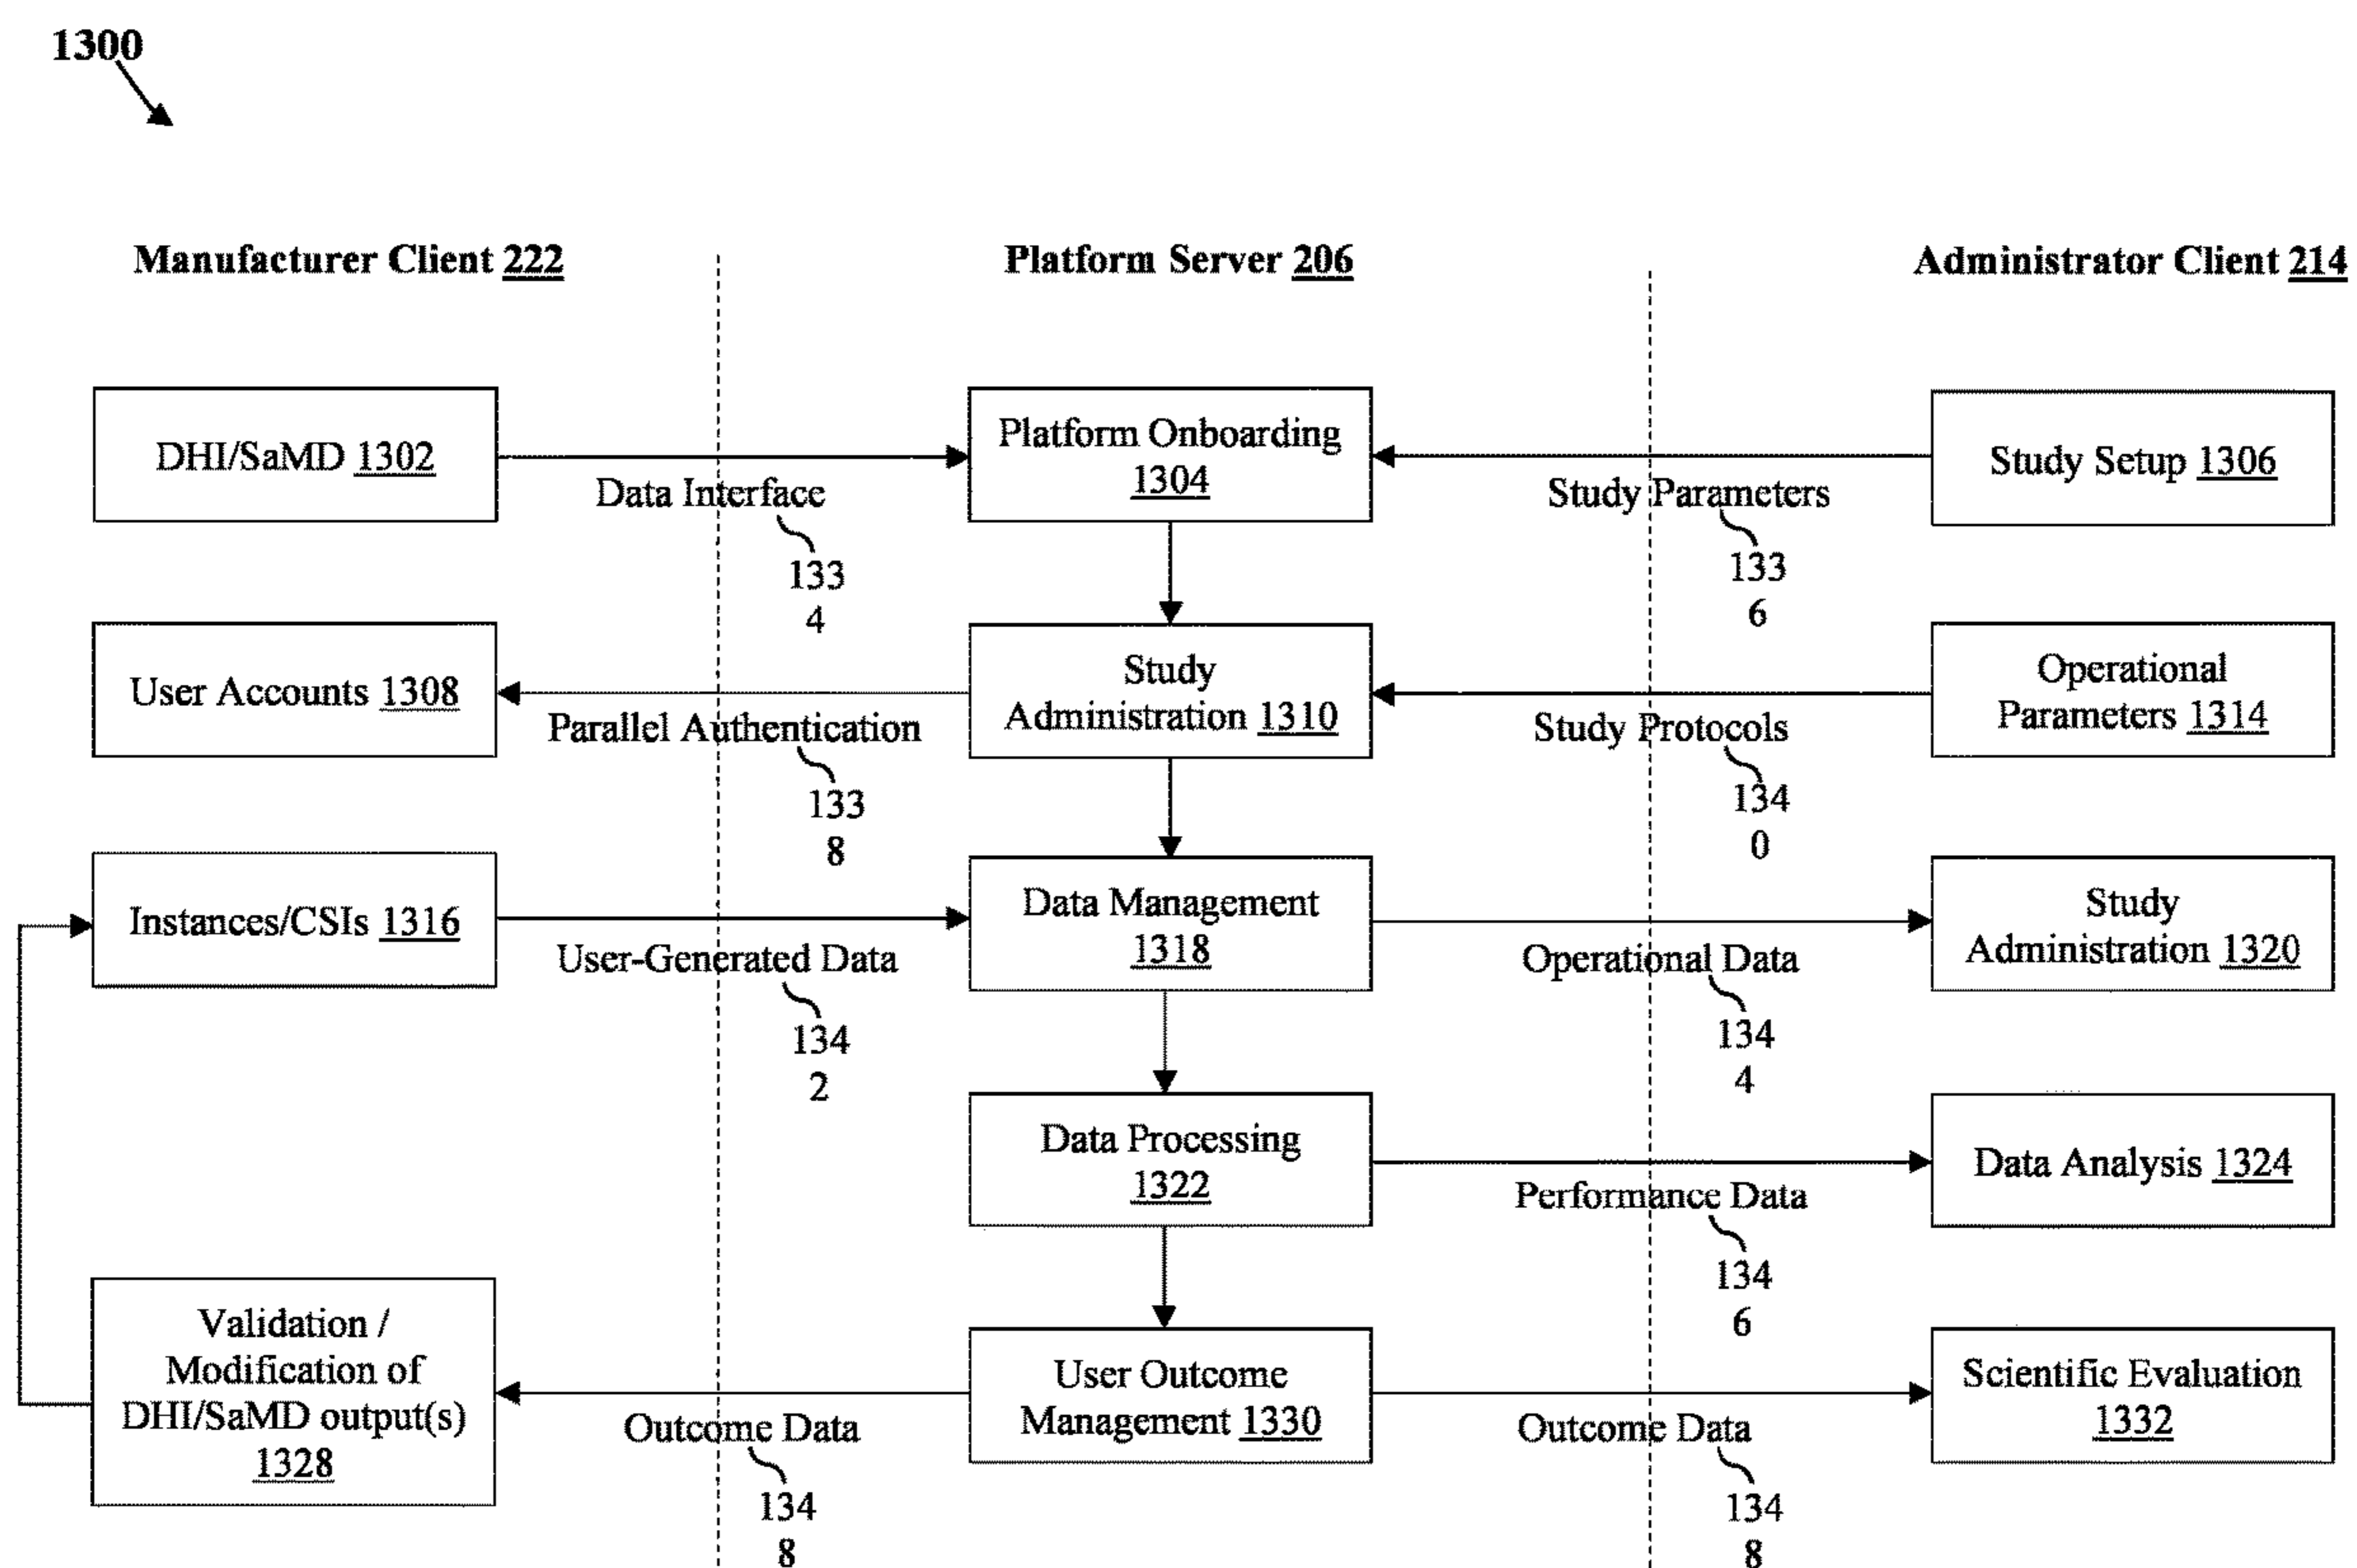 1300
Manufacturer Client 222
Platform Server 206
Administrator Client 214
DHI/SaMD 1302
Data Interface
133
4
Platform Onboarding
1304
Study Parameters
133
6
Study Setup 1306
User Accounts 1308
Parallel Authentication
133
8
Study
Administration 1310
Study Protocols
134
0
Operational
Parameters 1314
Instances/CSIs 1316
User-Generated Data
134
2
Data Management
1318
Operational Data
134
4
Study
Administration 1320
Data Processing
1322
Performance Data
134
6
Data Analysis 1324
Validation /
Modification of
DHI/SaMD output(s)
1328
Outcome Data
134
8
User Outcome
Management 1330
Outcome Data
134
8
Scientific Evaluation
1332